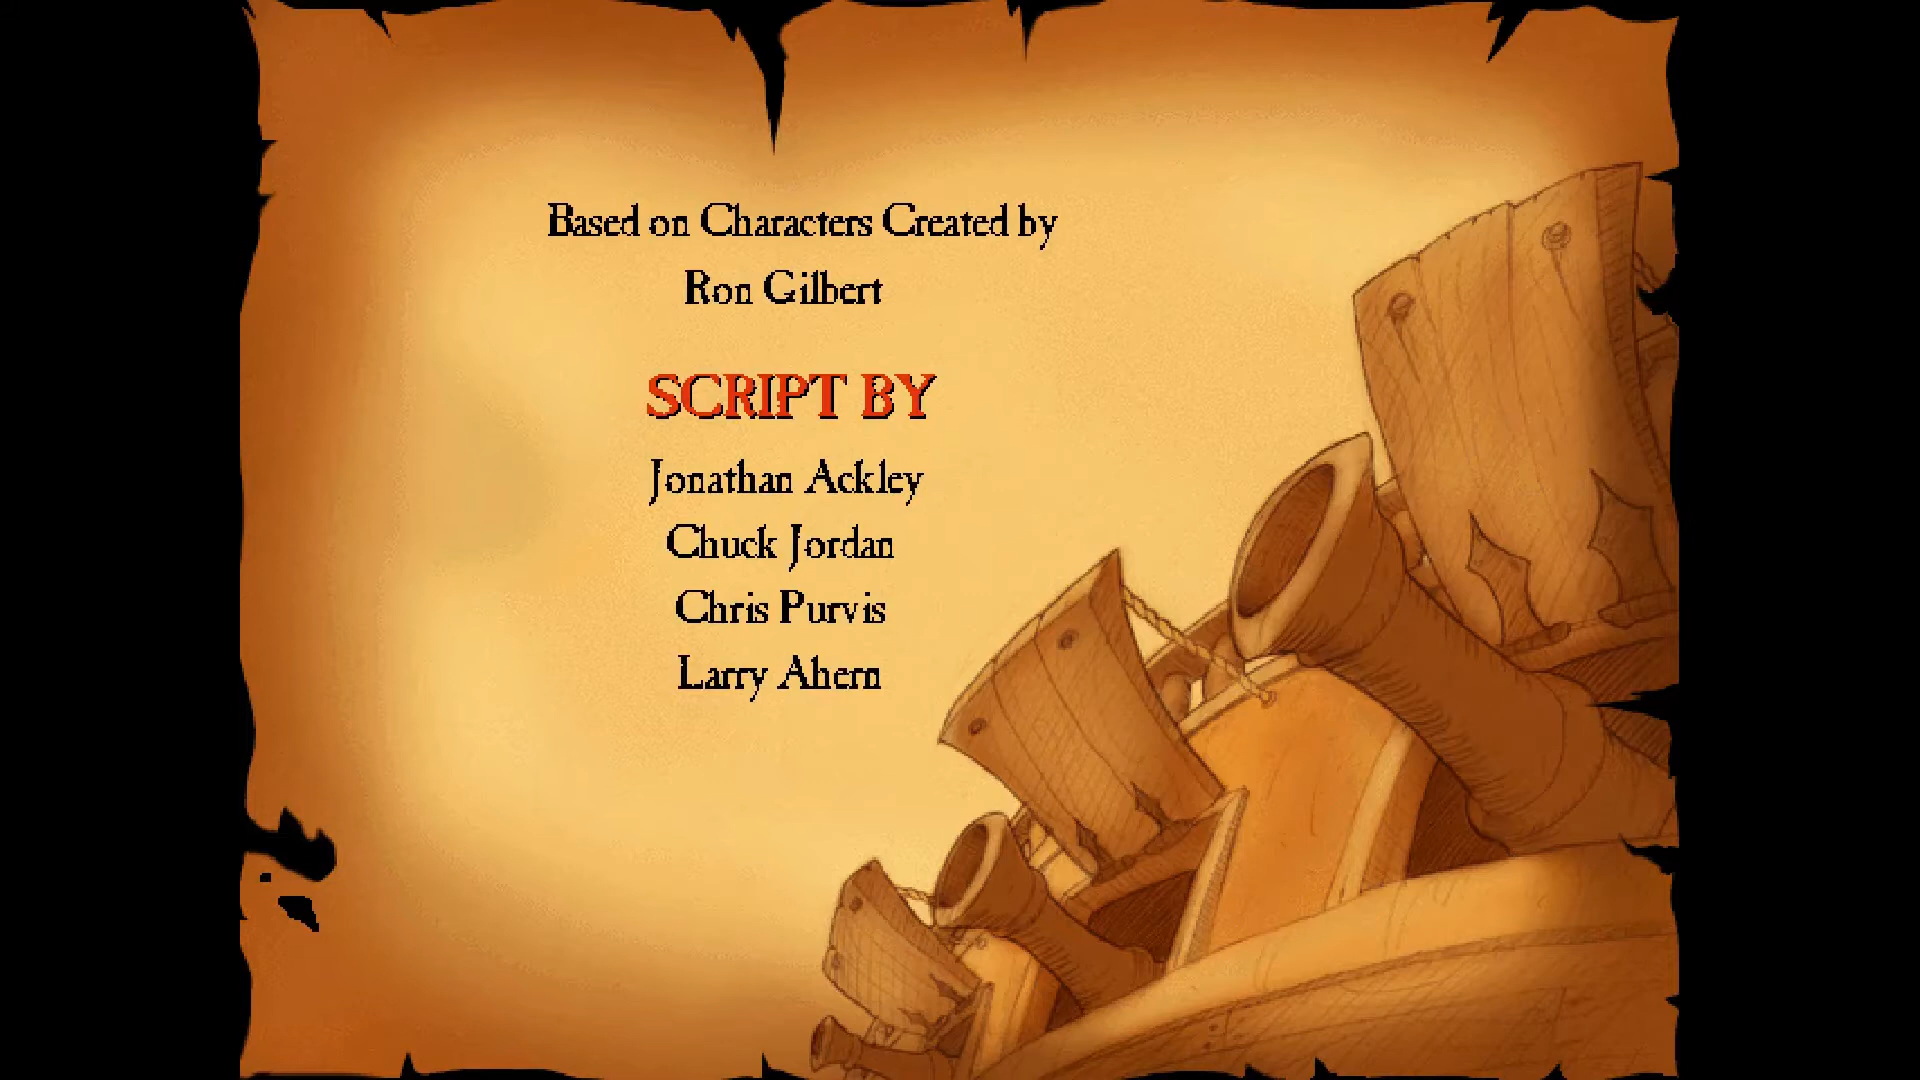 Based on Characters Created by
Ron Gilbert
SCRIPT BY
Jonathan Ackley
Chuck Jordan
Chris Purvis
Larry Ahern